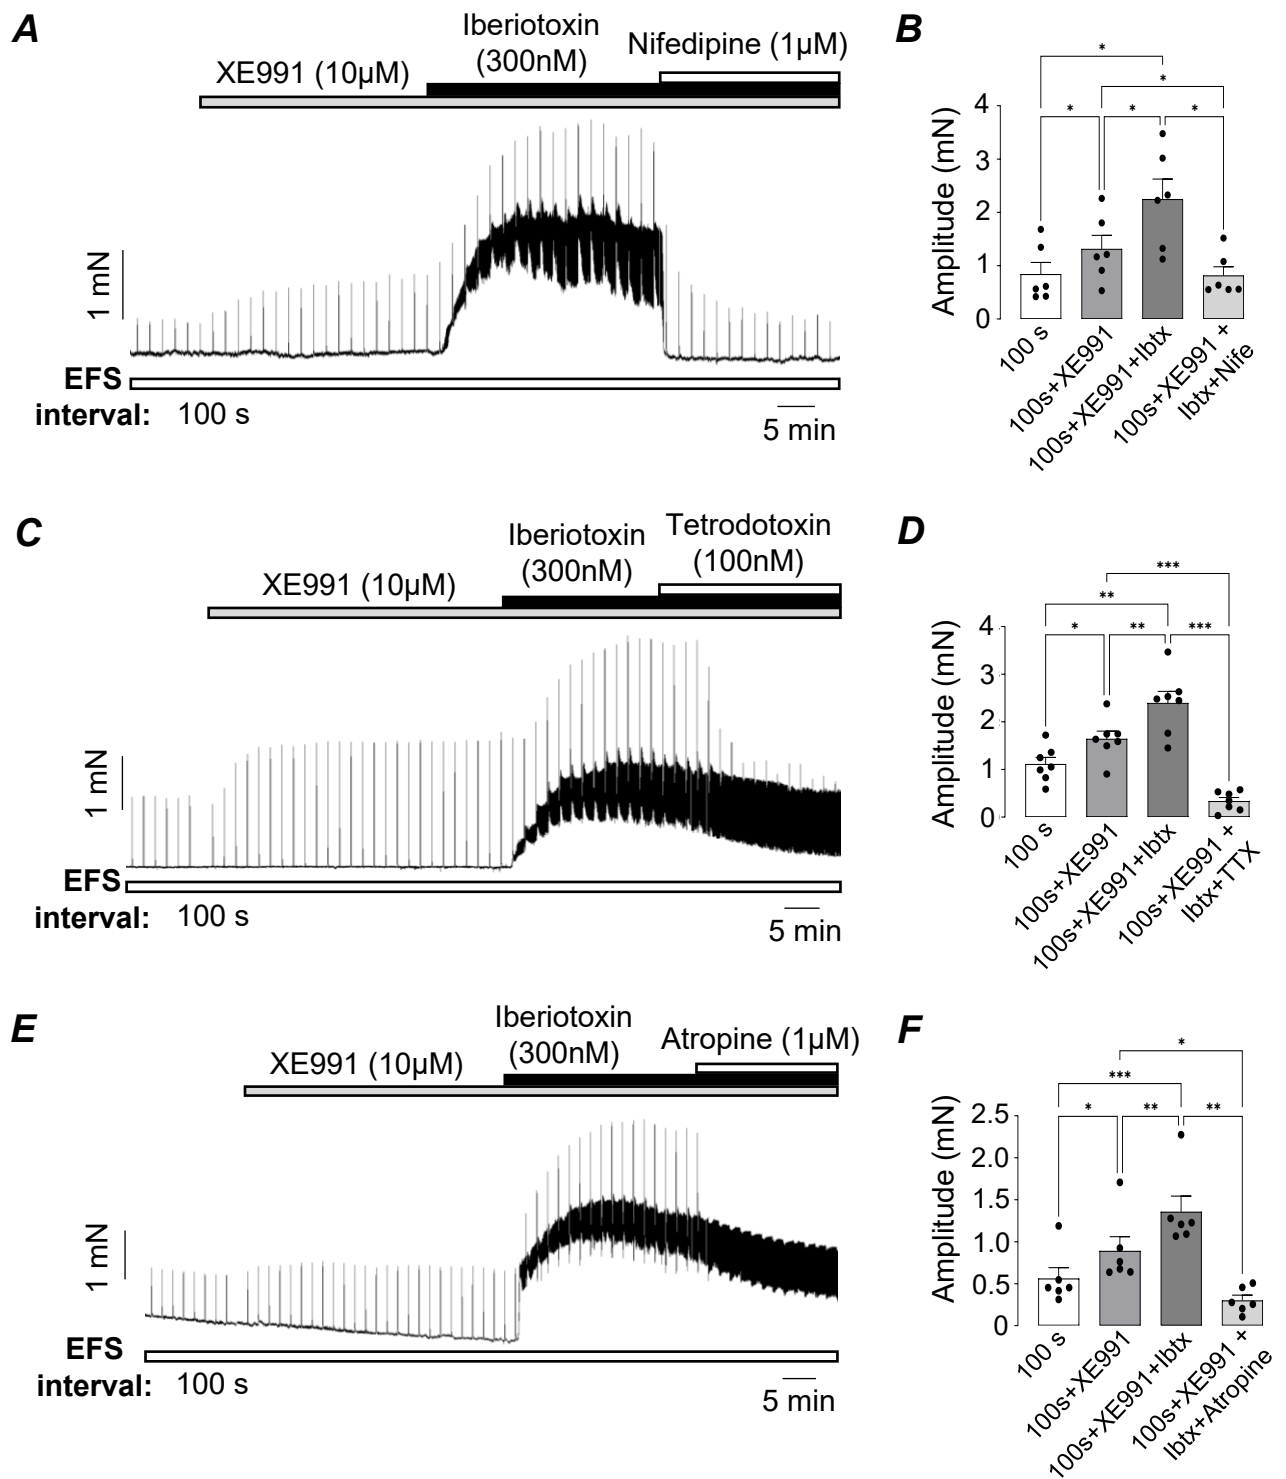 A
Iberiotoxin
(300nM)
Nifedipine (1µM)
XE991 (10µM)
1 mN
EFS
interval: 100 s
5 min
B
*
*
* * *
Amplitude (mN)
4
3
2
1
0
100 s
100s+XE991
100s+XE991+Ibtx
100s+XE991 +
Ibtx+Nife
C
Iberiotoxin
(300nM)
Tetrodotoxin
(100nM)
XE991 (10µM)
1 mN
EFS
interval: 100 s
5 min
D
***
**
* ** ***
Amplitude (mN)
4
3
2
1
0
100 s
100s+XE991
100s+XE991+Ibtx
100s+XE991 +
Ibtx+TTX
E
Iberiotoxin
(300nM)
Atropine (1µM)
XE991 (10µM)
1 mN
EFS
interval: 100 s
5 min
F
*
***
* ** **
Amplitude (mN)
2.5
2.0
1.5
1.0
0.5
0
100 s
100s+XE991
100s+XE991+Ibtx
100s+XE991 +
Ibtx+Atropine